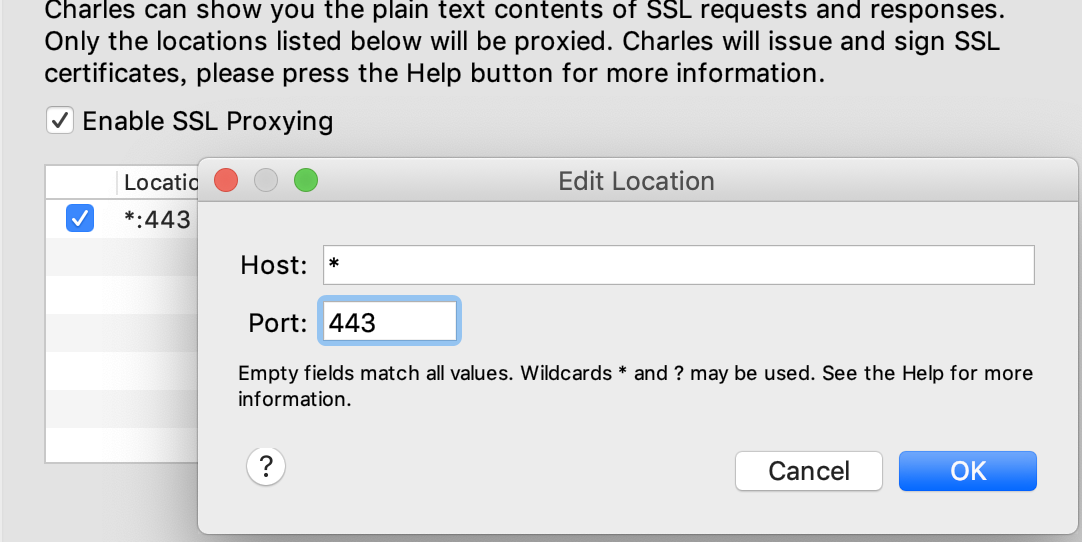 Charles can show you the plain text contents of SSL requests and responses.
Only the locations listed below will be proxied. Charles will issue and sign SSL
certificates, please press the Help button for more information.
Enable SSL Proxying
Locatio
*:443
Edit Location
Host: *
Port: 443
Empty fields match all values. Wildcards * and ? may be used. See the Help for more
information.
?
Cancel
OK